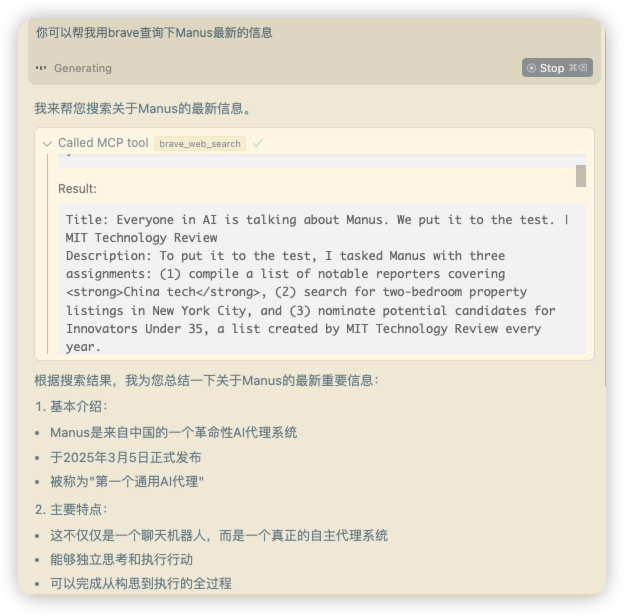 你可以帮我用brave查询下Manus最新的信息
Generating
Stop ⌘⌫
我来帮您搜索关于Manus的最新信息。
Called MCP tool brave_web_search
Result:
Title: Everyone in AI is talking about Manus. We put it to the test. |
MIT Technology Review
Description: To put it to the test, I tasked Manus with three
assignments: (1) compile a list of notable reporters covering
<strong>China tech</strong>, (2) search for two-bedroom property
listings in New York City, and (3) nominate potential candidates for
Innovators Under 35, a list created by MIT Technology Review every
year.
根据搜索结果，我为您总结一下关于Manus的最新重要信息：
1. 基本介绍：
• Manus是来自中国的一个革命性AI代理系统
• 于2025年3月5日正式发布
• 被称为"第一个通用AI代理"
2. 主要特点：
• 这不仅仅是一个聊天机器人，而是一个真正的自主代理系统
• 能够独立思考和执行行动
• 可以完成从构思到执行的全过程